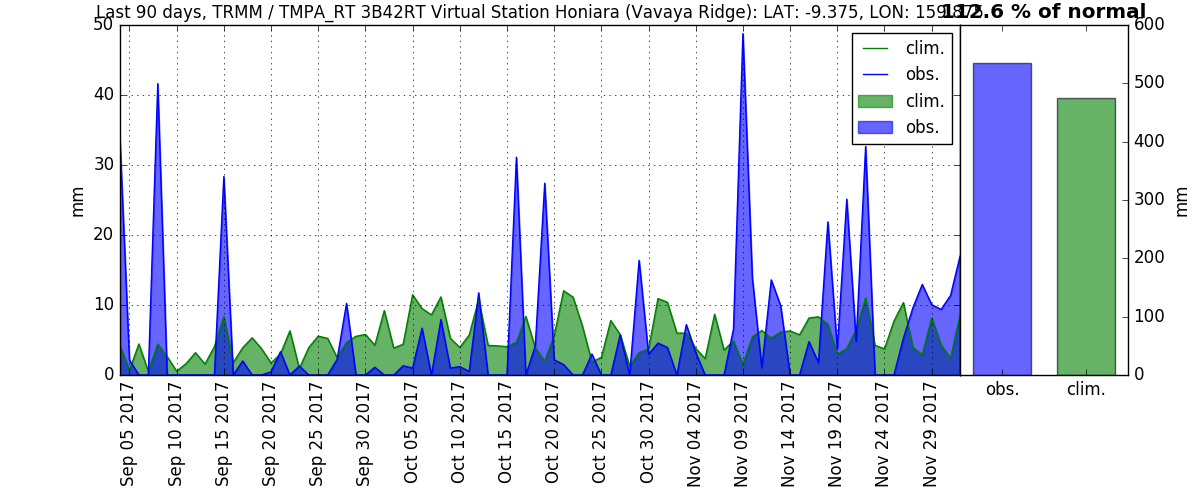 Last 90 days, TRMM / TMPA_RT 3B42RT Virtual Station Honiara (Vavaya Ridge): LAT: -9.375, LON:
112.6 % of normal
50
40
30
20
10
0
mm
clim.
obs.
clim.
obs.
600
500
400
300
200
100
0
mm
obs.
clim.
Sep 05 2017
Sep 10 2017
Sep 15 2017
Sep 20 2017
Sep 25 2017
Sep 30 2017
Oct 05 2017
Oct 10 2017
Oct 15 2017
Oct 20 2017
Oct 25 2017
Oct 30 2017
Nov 04 2017
Nov 09 2017
Nov 14 2017
Nov 19 2017
Nov 24 2017
Nov 29 2017